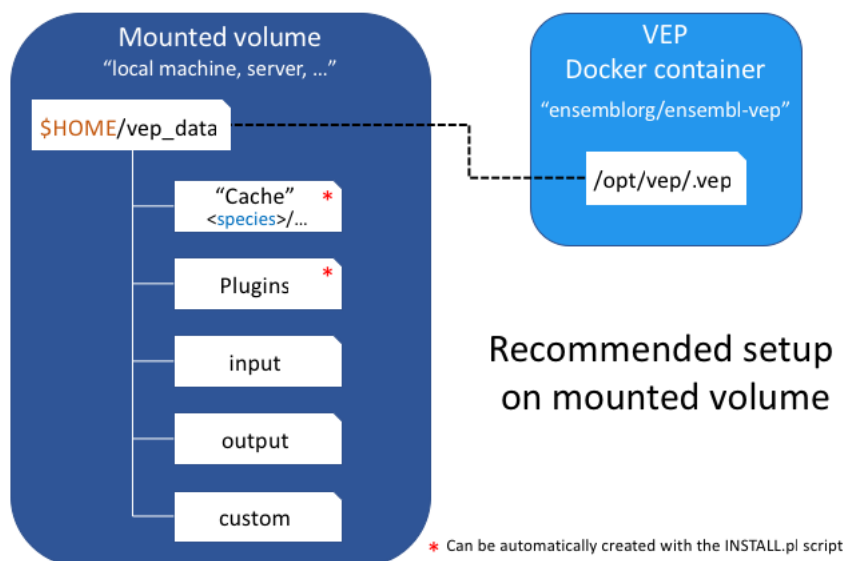 Mounted volume
“local machine, server, …”
$HOME/vep_data
“Cache” *
<species>/…
Plugins *
input
output
custom
VEP
Docker container
“ensemblorg/ensembl-vep”
/opt/vep/.vep
Recommended setup
on mounted volume
* Can be automatically created with the INSTALL.pl script